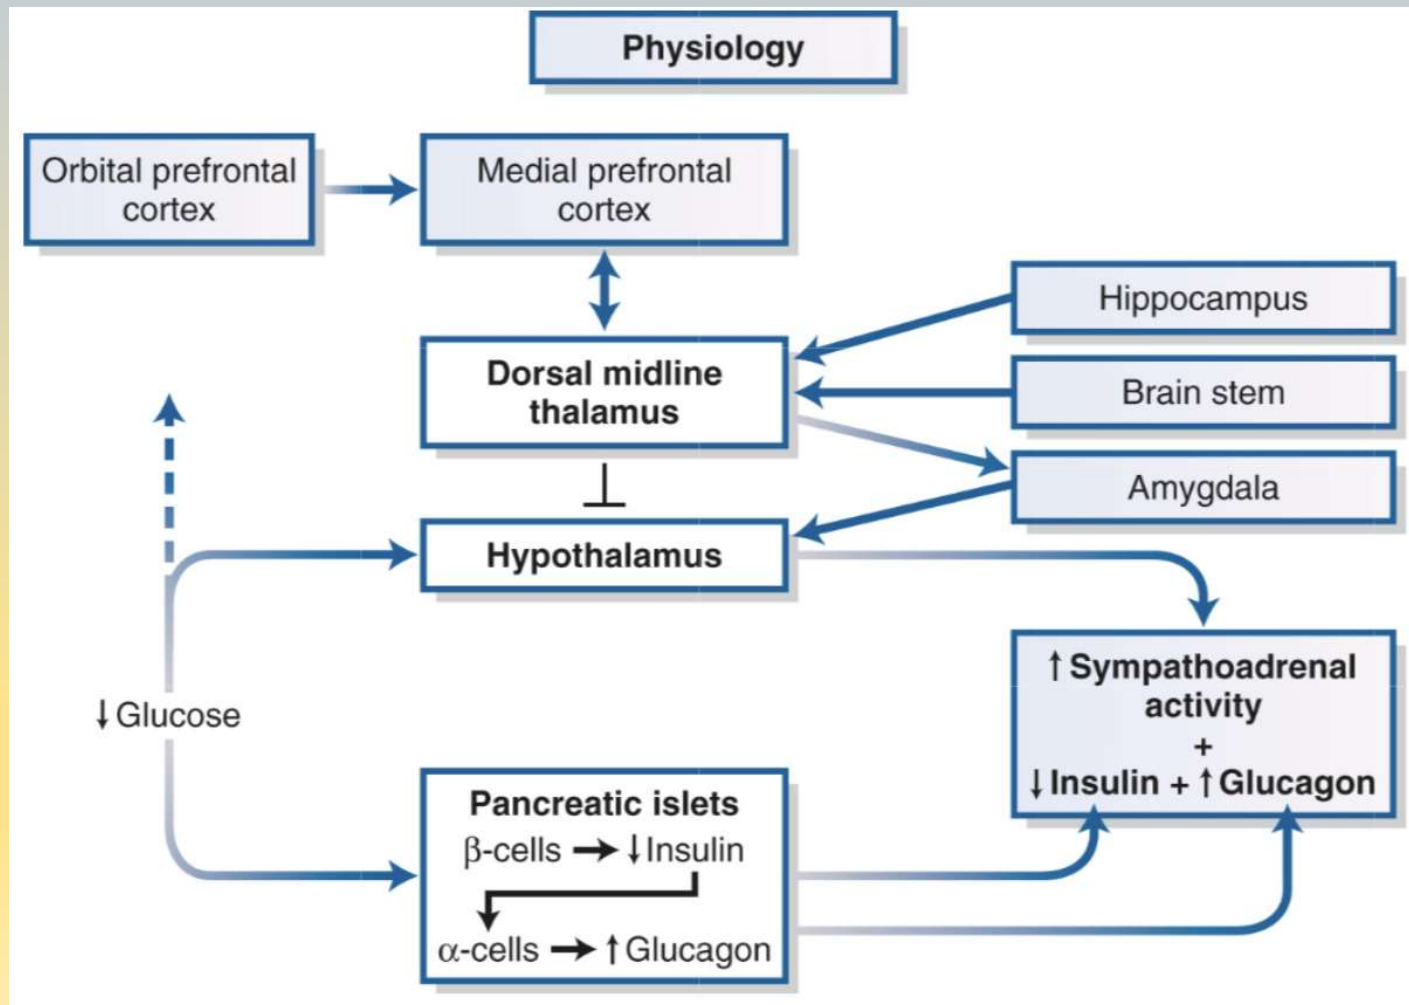 Physiology
Orbital prefrontal
cortex
Medial prefrontal
cortex
Hippocampus
Dorsal midline
thalamus
Brain stem
Amygdala
Hypothalamus
↑ Sympathoadrenal
activity
+
↓ Insulin + ↑ Glucagon
↓ Glucose
Pancreatic islets
β-cells → ↓ Insulin
α-cells → ↑ Glucagon